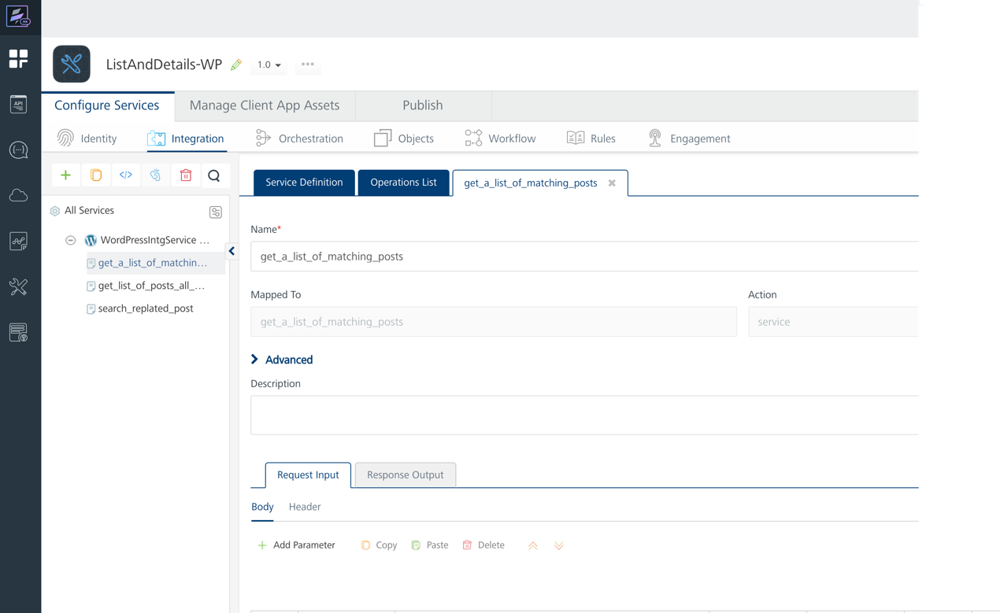 HX
ListAndDetails-WP
1.0
Configure Services
Manage Client App Assets
Publish
API
Identity
Integration
Orchestration
Objects
Workflow
Rules
Engagement
</>
Service Definition
Operations List
get_a_list_of_matching_posts
All Services
WordPressIntgService ...
get_a_list_of_matchin...
get_list_of_posts_all_...
search_replated_post
Name*
get_a_list_of_matching_posts
Mapped To
Action
get_a_list_of_matching_posts
service
Advanced
Description
Request Input
Response Output
Body
Header
Add Parameter
Copy
Paste
Delete